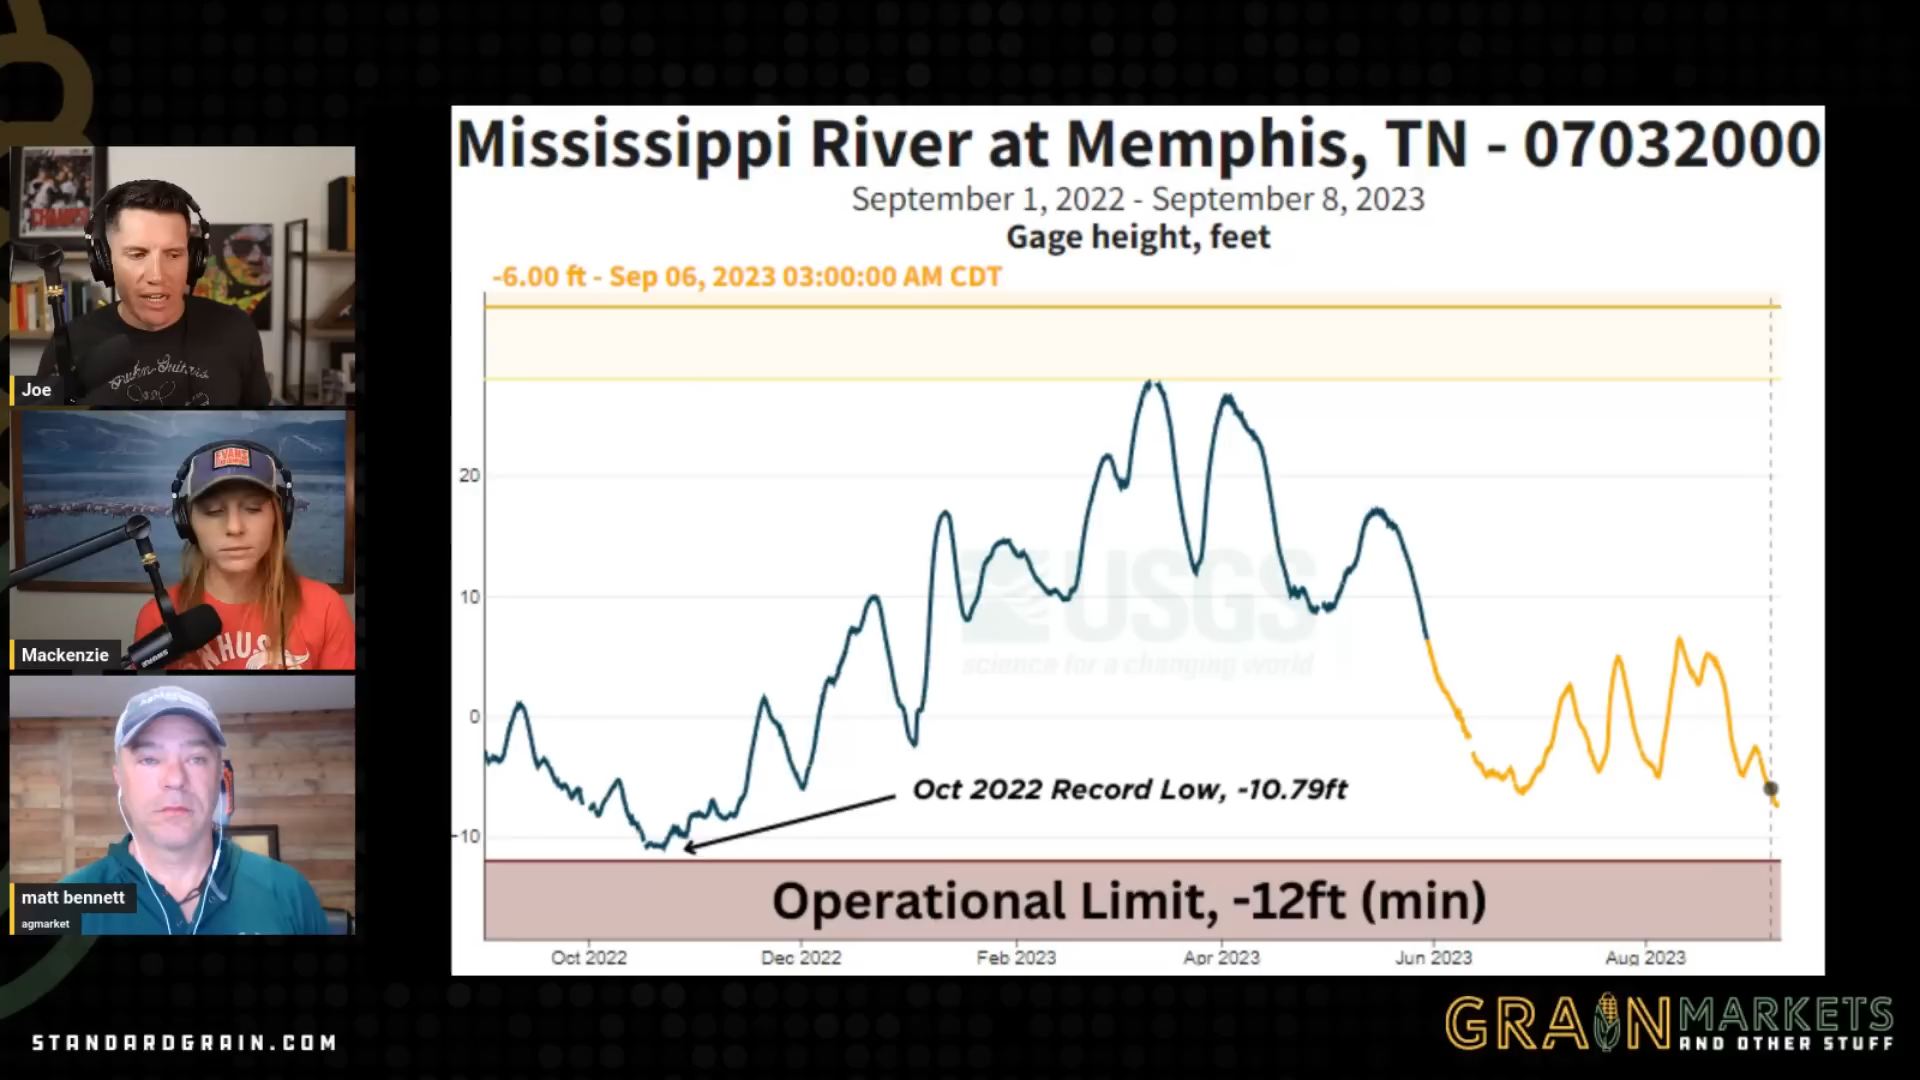 Mississippi River at Memphis, TN - 07032000
September 1, 2022 - September 8, 2023
Gage height, feet
-6.00 ft - Sep 06, 2023 03:00:00 AM CDT
20
10
0
-10
USGS
science for a changing world
Oct 2022 Record Low, -10.79ft
Operational Limit, -12ft (min)
Oct 2022
Dec 2022
Feb 2023
Apr 2023
Jun 2023
Aug 2023
CHAMPS
Joe
EVANS
Mackenzie
matt bennett
agmarket
STANDARDGRAIN.COM
GRAIN MARKETS
AND OTHER STUFF